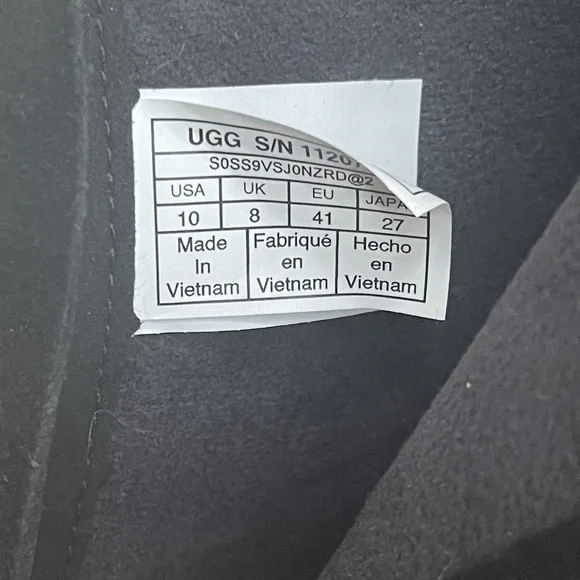 UGG S/N
S0SS9VSJ0NZRD@2
USA UK EU
10 8 41 27
Made Fabriqué Hecho
In en en
Vietnam Vietnam Vietnam